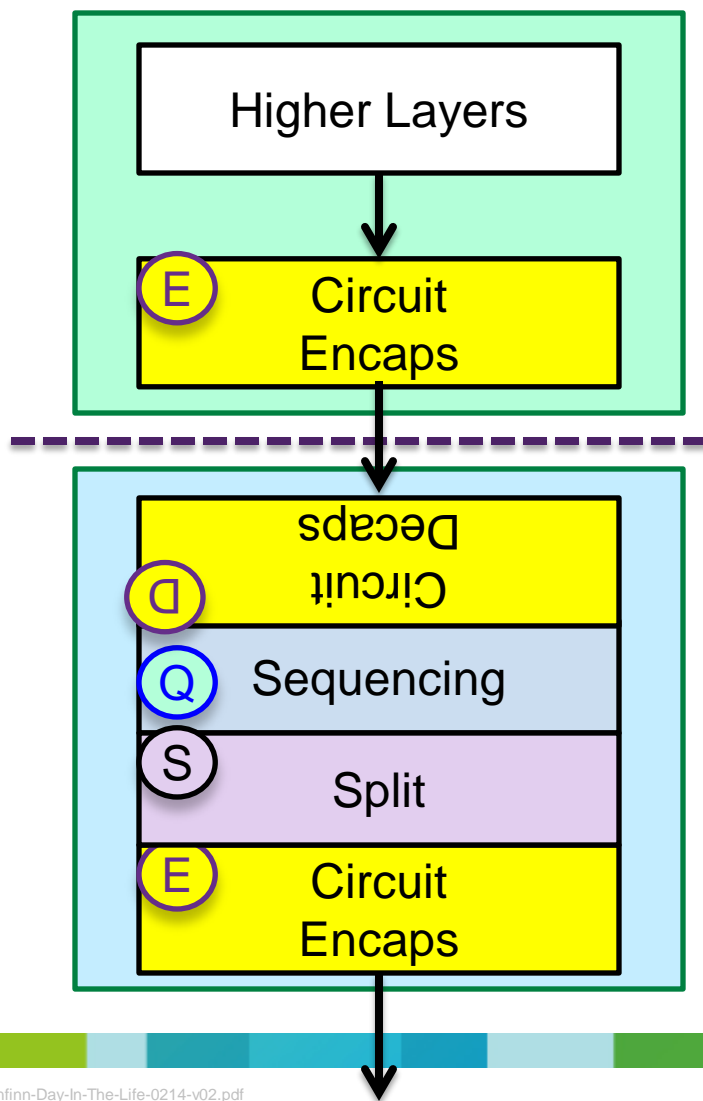 Higher Layers
E
Circuit
Encaps
Circuit
Decaps
D
Q
Sequencing
S
Split
E
Circuit
Encaps
nfinn-Day-In-The-Life-0214-v02.pdf